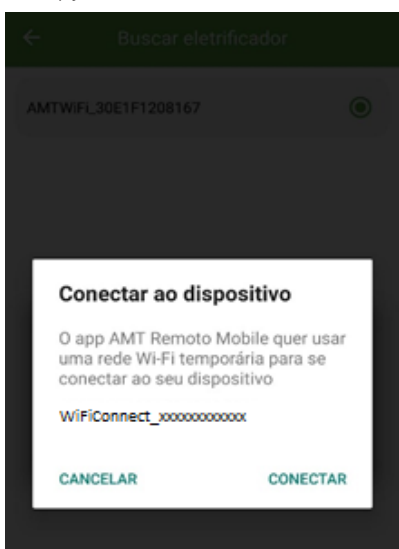 Buscar eletrificador
AMTWiFi_30E1F1208167
Conectar ao dispositivo
O app AMT Remoto Mobile quer usar
uma rede Wi-Fi temporária para se
conectar ao seu dispositivo
WiFiConnect_xxxxxxxxxxxx
CANCELAR CONECTAR